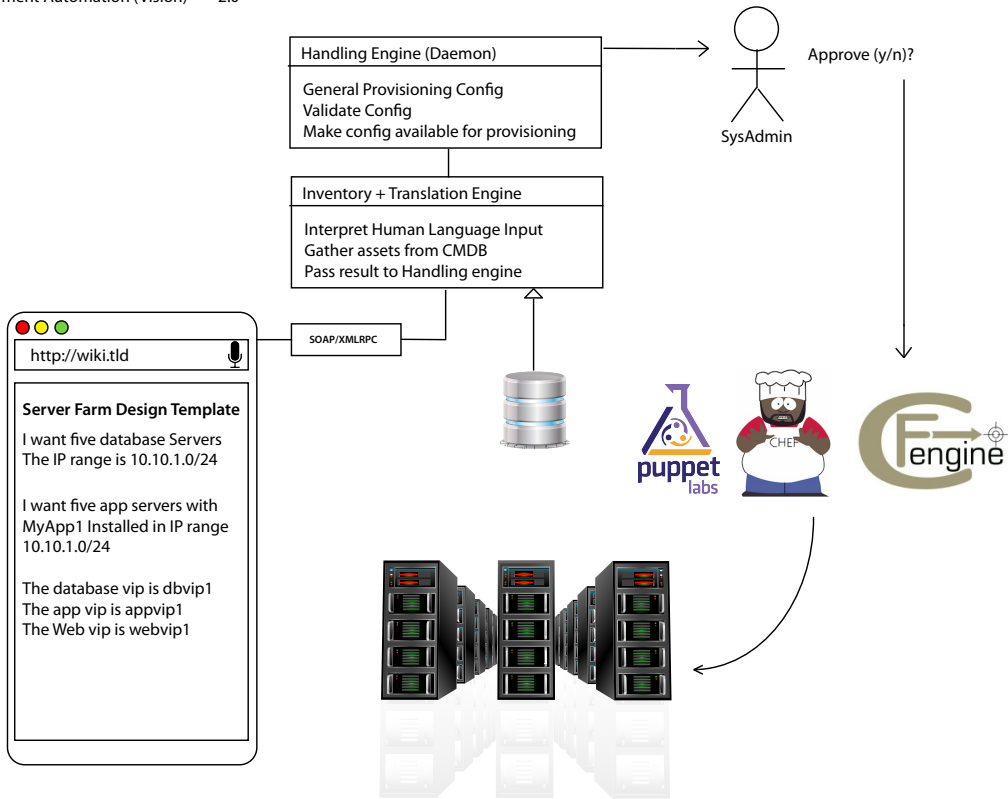 (Vision) 2.0
Handling Engine (Daemon)
General Provisioning Config
Validate Config
Make config available for provisioning
Approve (y/n)?
SysAdmin
Inventory + Translation Engine
Interpret Human Language Input
Gather assets from CMDB
Pass result to Handling engine
SOAP/XMLRPC
http://wiki.tld
Server Farm Design Template
I want five database Servers
The IP range is 10.10.1.0/24
I want five app servers with
MyApp1 Installed in IP range
10.10.1.0/24
The database vip is dbvip1
The app vip is appvip1
The Web vip is webvip1
puppet
labs
CHEF
CFengine